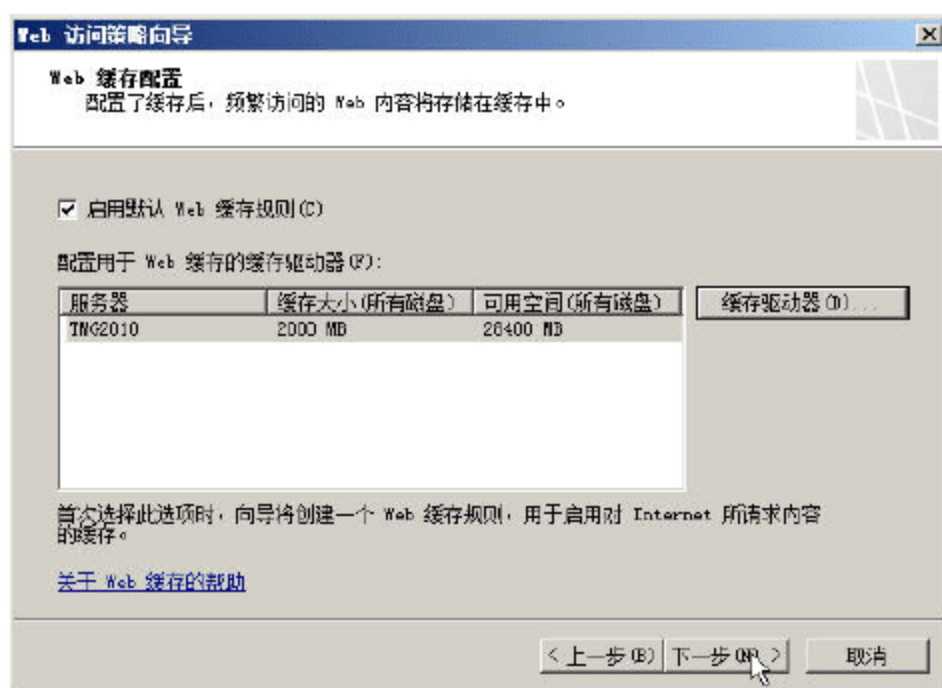 Web 访问策略向导
Web 缓存配置
配置了缓存后，频繁访问的 Web 内容将存储在缓存中。
启用默认 Web 缓存规则(C)
配置用于 Web 缓存的缓存驱动器(F):
服务器 缓存大小(所有磁盘) 可用空间(所有磁盘) 缓存驱动器(D)...
TMG2010 2000 MB 28400 MB
首次选择此选项时，向导将创建一个 Web 缓存规则，用于启用对 Internet 所请求内容
的缓存。
关于 Web 缓存的帮助
< 上一步(B) 下一步(N) > 取消